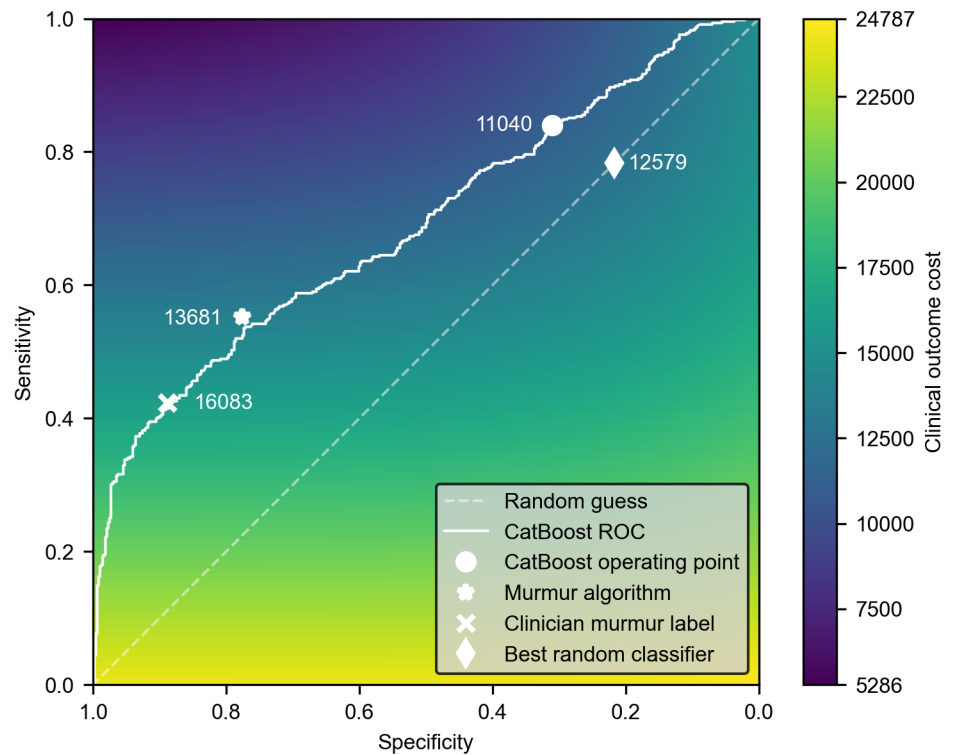 1.0
0.8
0.6
0.4
0.2
0.0
Sensitivity
1.0
0.8
0.6
0.4
0.2
0.0
Specificity
11040
12579
13681
16083
Random guess
CatBoost ROC
CatBoost operating point
Murmur algorithm
Clinician murmur label
Best random classifier
24787
22500
20000
17500
15000
12500
10000
7500
5286
Clinical outcome cost